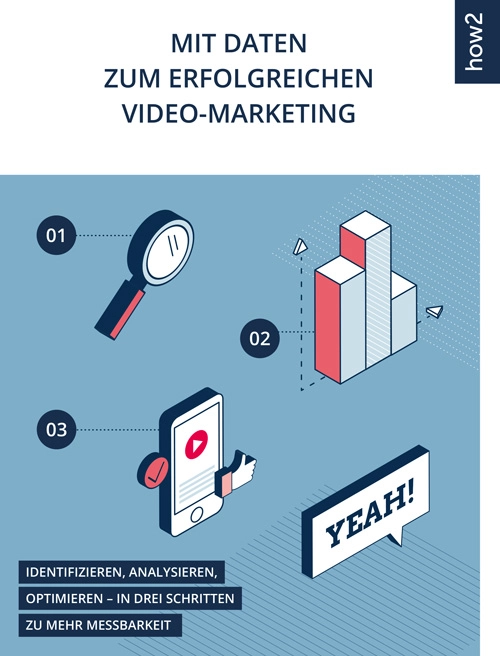 how2
MIT DATEN
ZUM ERFOLGREICHEN
VIDEO-MARKETING
01
02
03
YEAH!
IDENTIFIZIEREN, ANALYSIEREN,
OPTIMIEREN – IN DREI SCHRITTEN
ZU MEHR MESSBARKEIT